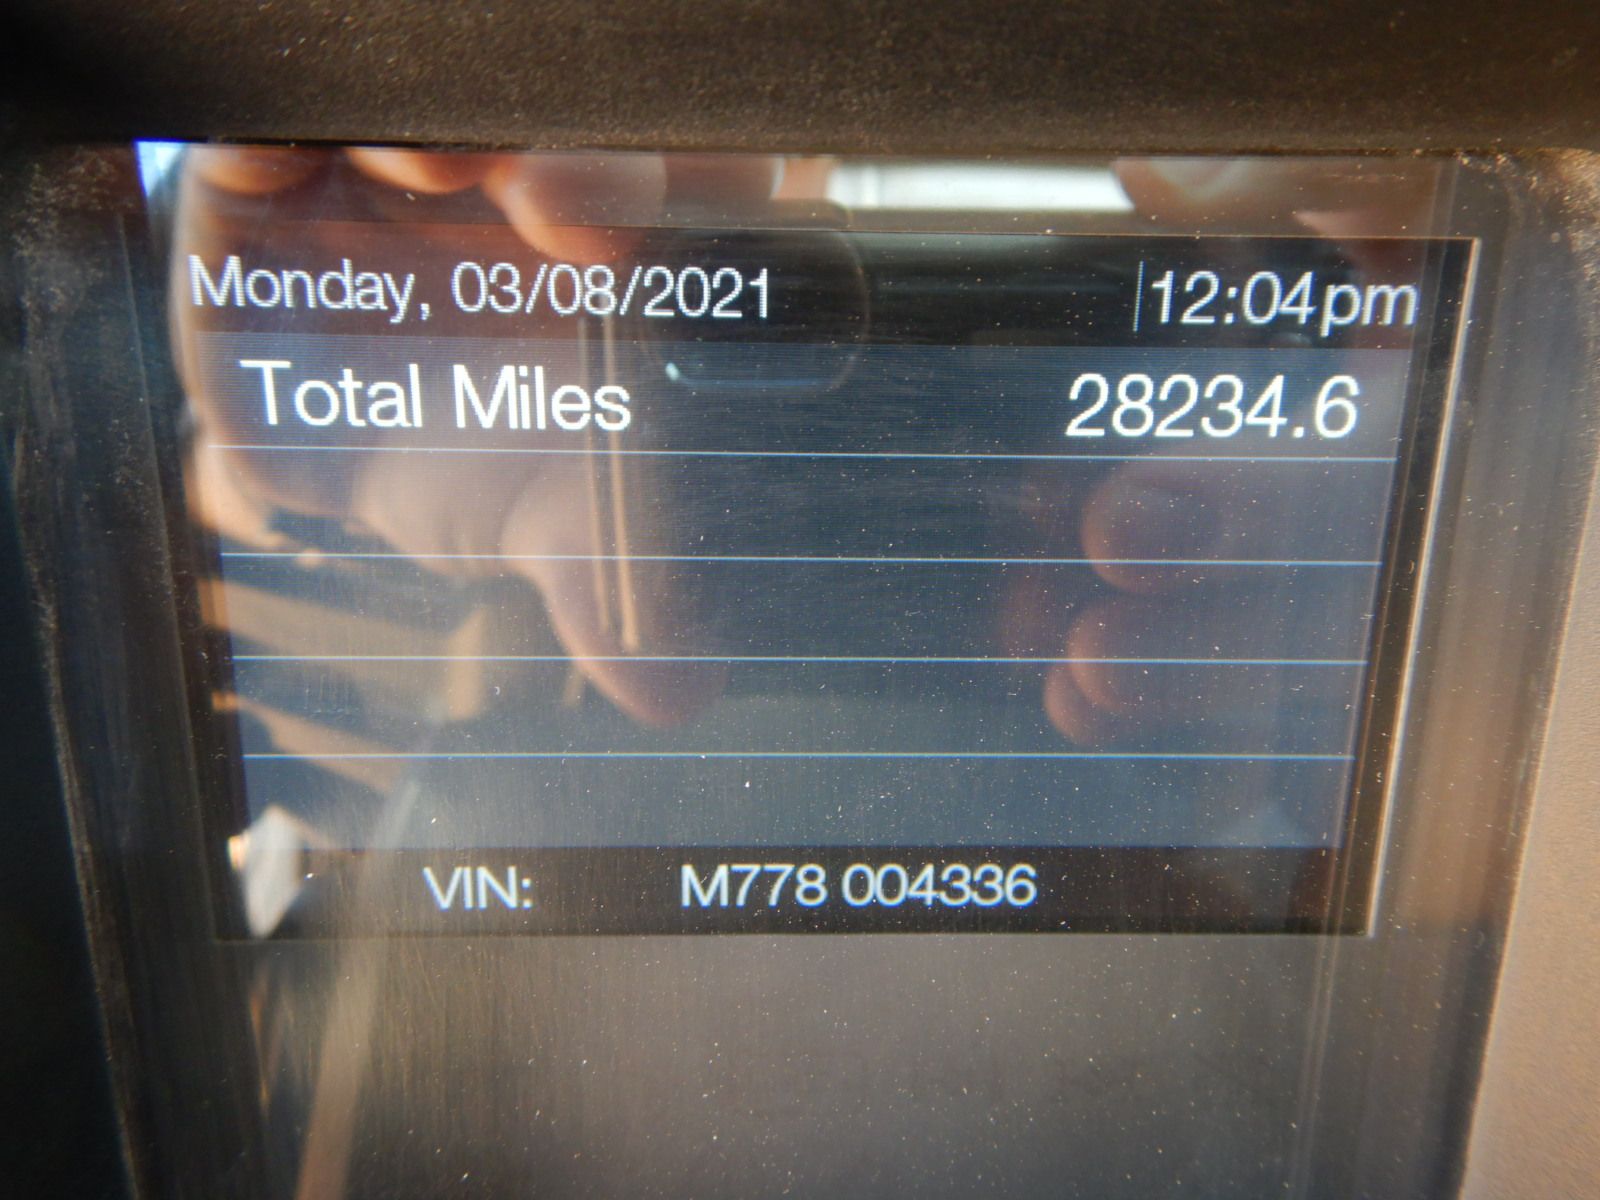 Monday, 03/08/2021 12:04pm
Total Miles 28234.6
VIN: M778 004336